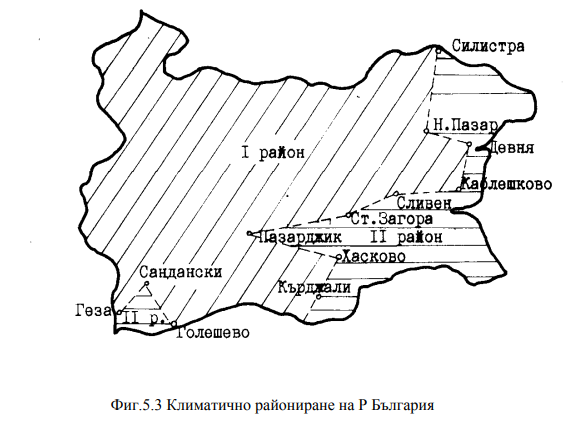 Силистра
Н.Пазар
Девня
I район
Каблешково
Сливен
Ст.Загора
Пазарджик
II район
Хасково
Сандански
Кърджали
Геза
II р.
Голешево
Фиг.5.3 Климатично райониране на Р България